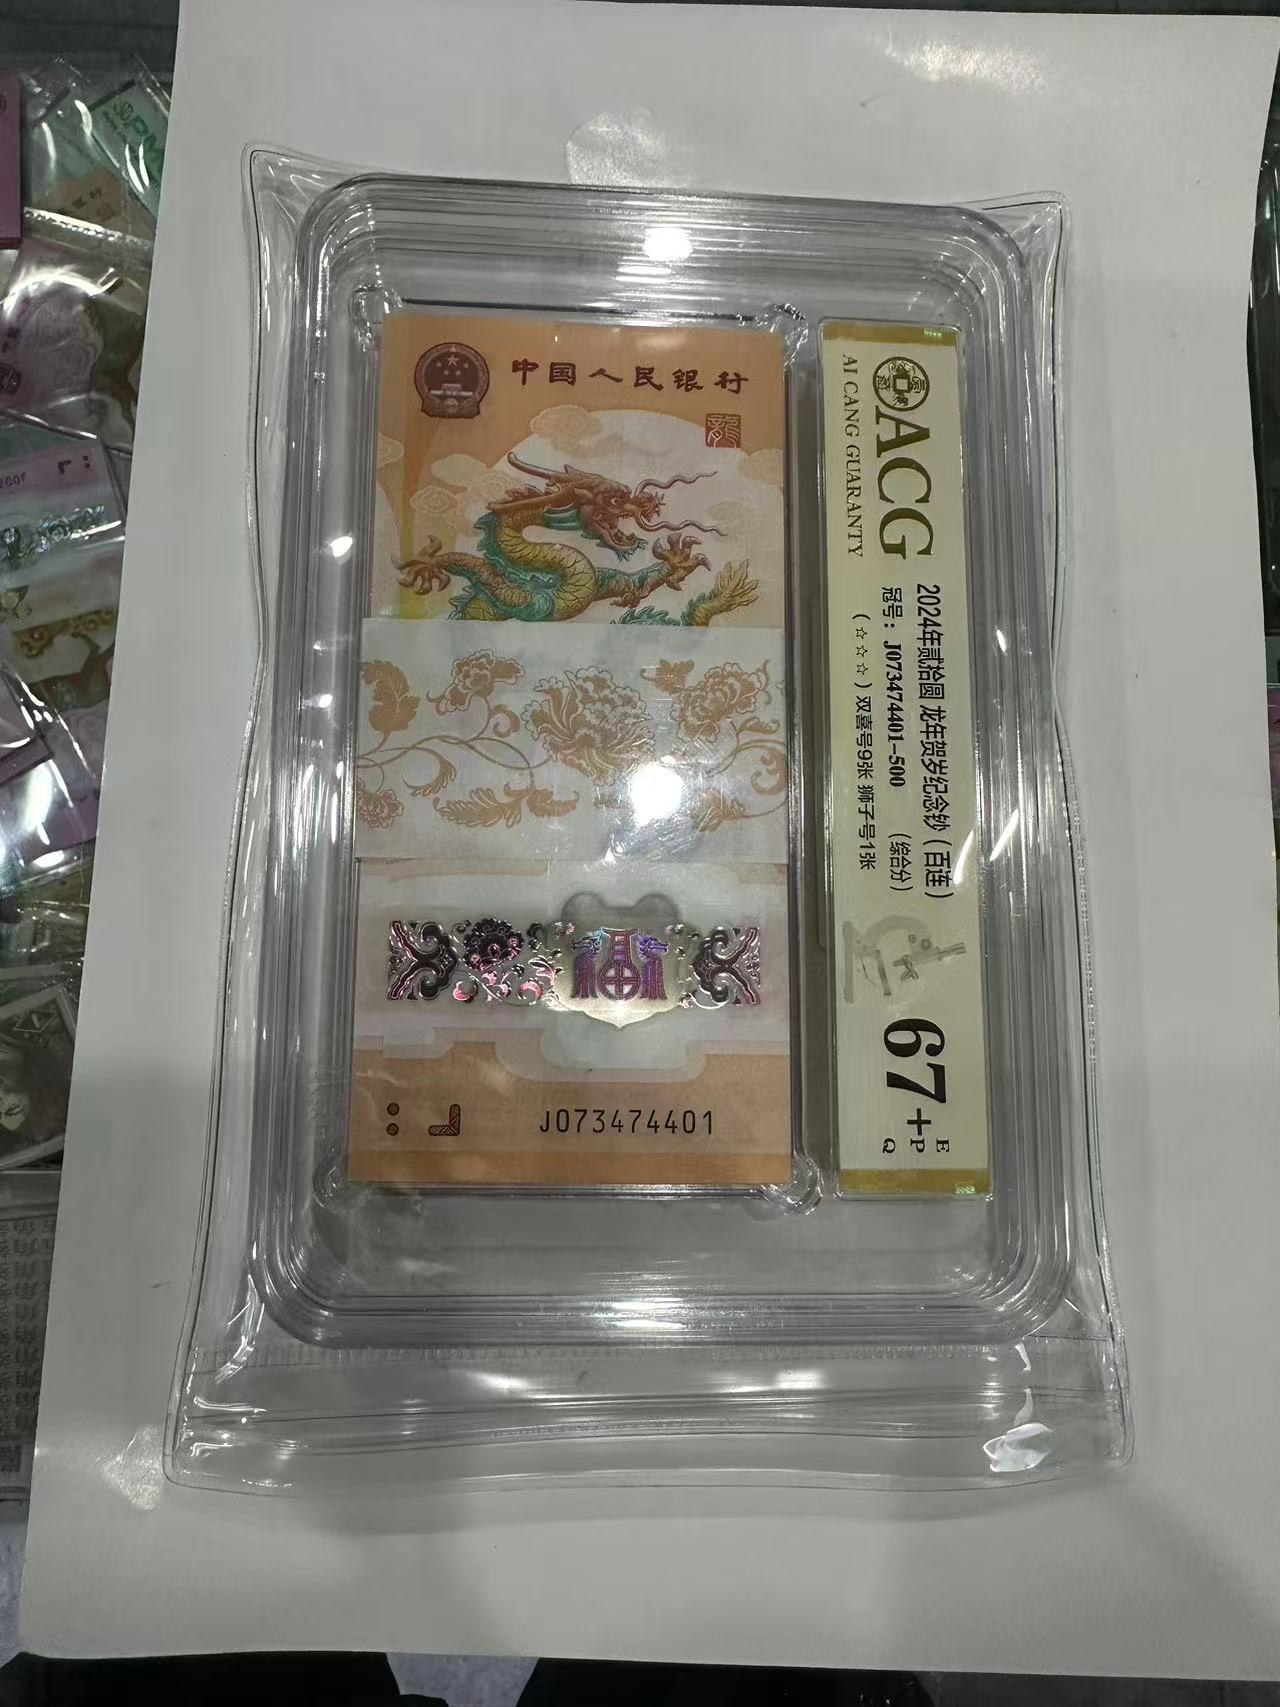 中国人民银行
龍
J073474401
ACG
AI CANG GUARANTY
2024年贰拾圆 龙年贺岁纪念钞（百连）
冠号：J073474401-500 （综合分）
（☆☆☆）双喜号9张 狮子号1张
67+
E
P
Q